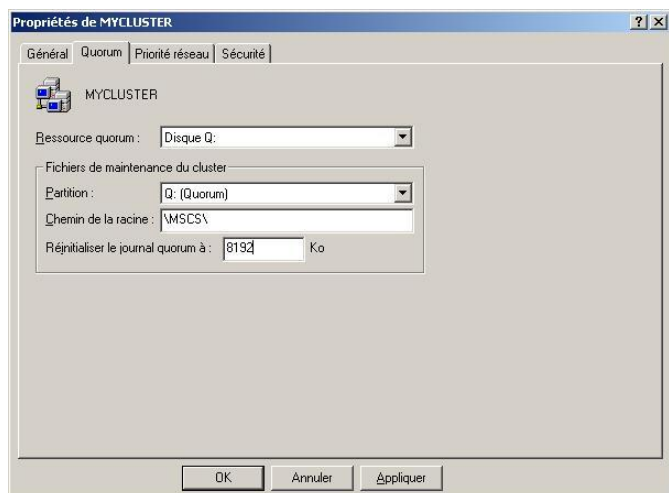 Propriétés de MYCLUSTER
Général Quorum Priorité réseau Sécurité
MYCLUSTER
Ressource quorum : Disque Q:
Fichiers de maintenance du cluster
Partition : Q: (Quorum)
Chemin de la racine : \MSCS\
Réinitialiser le journal quorum à : 8192 Ko
OK Annuler Appliquer